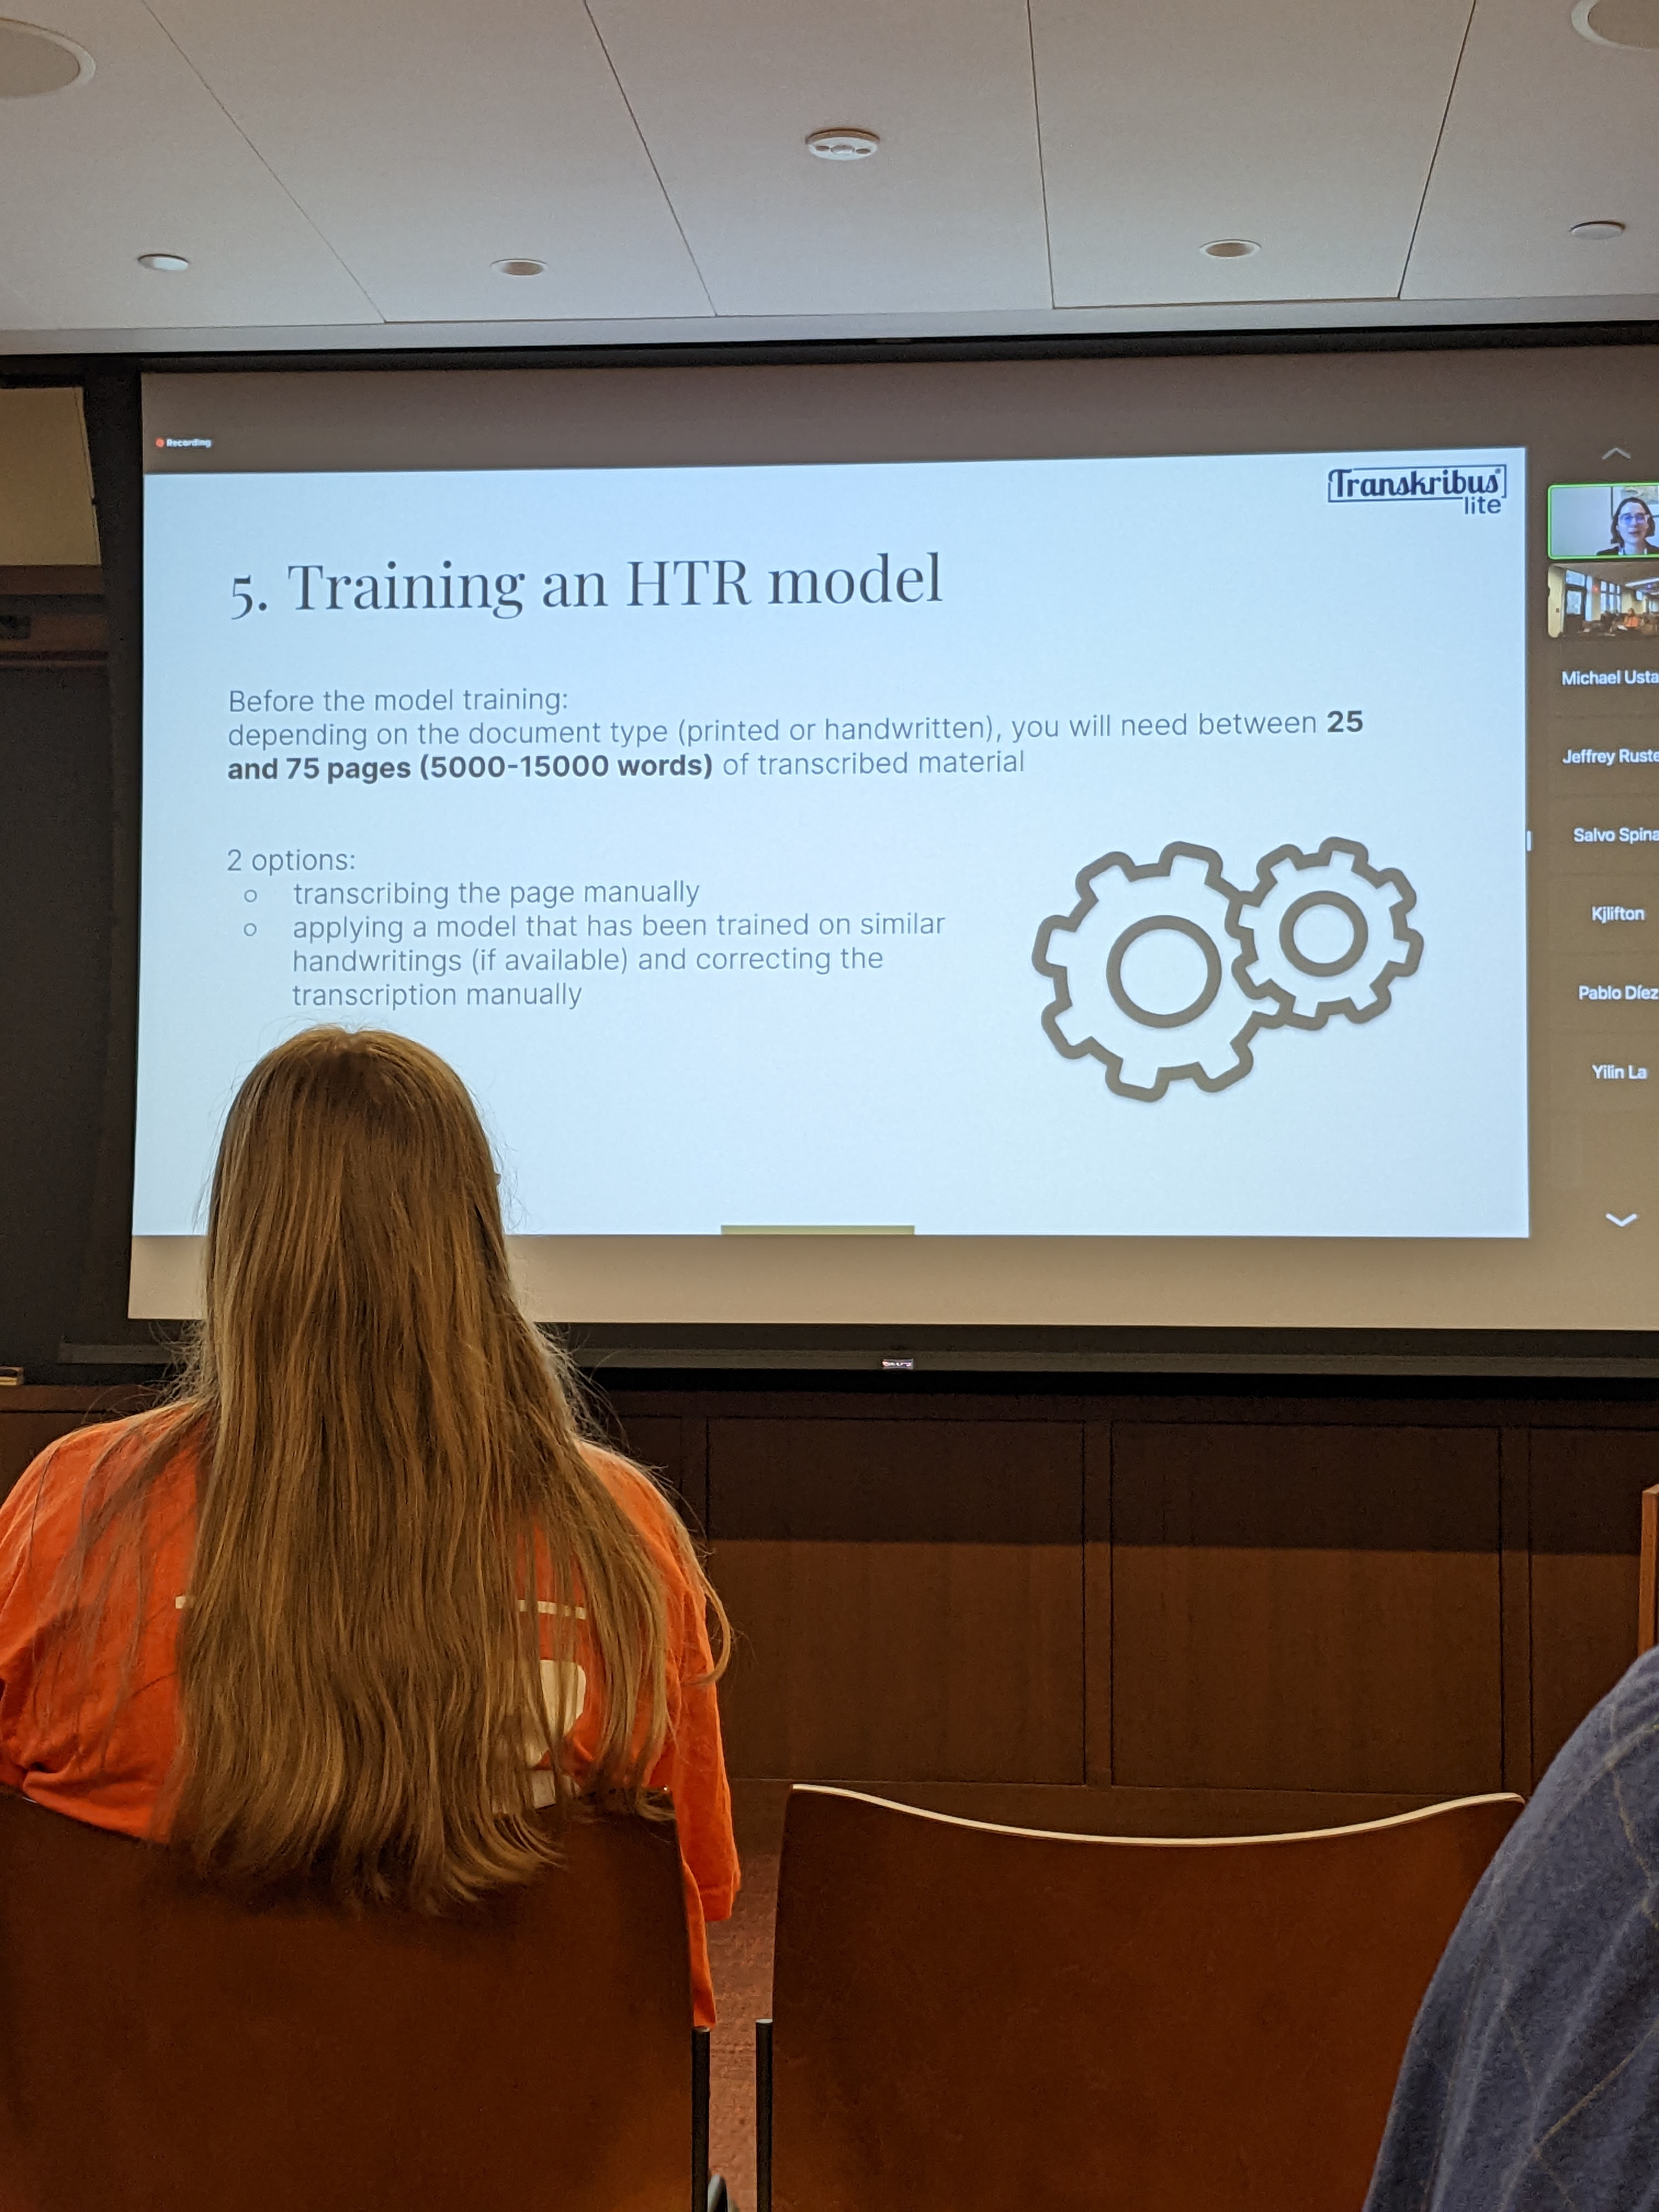 Recording
Transkribus
lite
5. Training an HTR model
Before the model training:
depending on the document type (printed or handwritten), you will need between 25
and 75 pages (5000-15000 words) of transcribed material
2 options:
○ transcribing the page manually
○ applying a model that has been trained on similar
handwritings (if available) and correcting the
transcription manually
Michael Usta
Jeffrey Ruste
Salvo Spina
Kjlifton
Pablo Díez
Yilin La